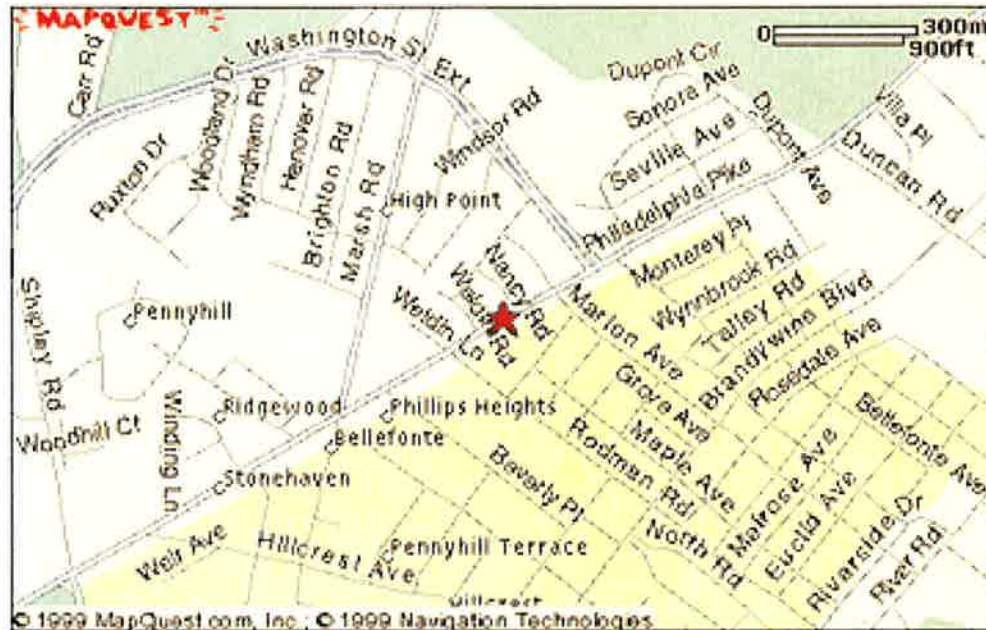 MAPQUEST™
0 300m
900ft
Carr Rd
Washington St Ext
Dupont Cir
Sonora Ave
Villa Pl
Woodland Dr
Wyndham Rd
Henover Rd
Windsor Rd
Seville Ave
Dupont Ave
Duncan Rd
Ruxton Dr
Brighton Rd
Marsh Rd
High Point
Philadelphia Pike
Monterey Pl
Nancy Rd
Wynnbrook Rd
Shipley Rd
Pennyhill
Weldin Ln
Marlon Ave
Talley Rd
Brandywine Blvd
Rosedale Ave
Grove Ave
Woodhill Ct
Winding Ln
Ridgewood
Phillips Heights
Bellefonte
Stonehaven
Beverly Pl
Rodman Rd
Maple Ave
Bellefonte Ave
Melrose Ave
Euclid Ave
Weir Ave
Hillcrest Ave
Pennyhill Terrace
North Rd
Riverside Dr
River Rd
Hillcrest
© 1999 MapQuest.com, Inc.; © 1999 Navigation Technologies